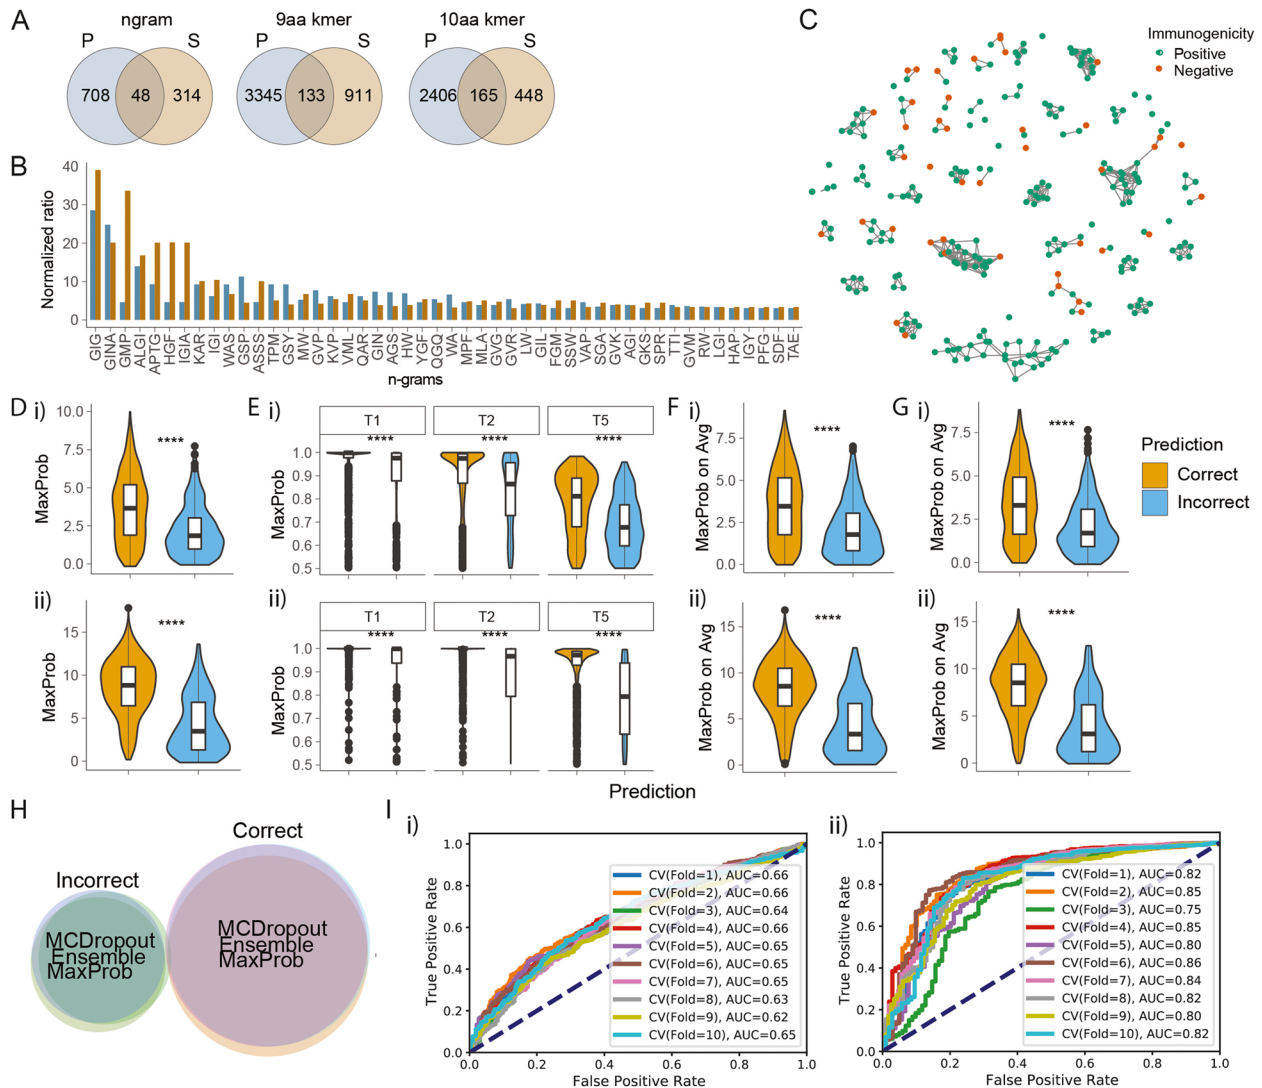 A
ngram
9aa kmer
10aa kmer
P
S
P
S
P
S
708
48
314
3345
133
911
2406
165
448
C
Immunogenicity
Positive
Negative
B
Normalized ratio
40
30
20
10
0
GIG
GINA
GMP
ALGI
APTG
HGF
IGIA
KAR
IGI
WAS
GSP
ASSS
TPM
GSY
MW
GVP
KVP
VML
QAR
GIN
AGS
HW
YGF
QGQ
WA
MPF
MLA
GVG
GVR
LW
GIL
FGM
SSW
VAP
SGA
GVK
AGI
GKS
SPR
TTI
GVM
RW
LGI
HAP
IGY
PFG
SDF
TAE
n-grams
D
i)
10.0
7.5
5.0
2.5
0.0
MaxProb
****
ii)
15
10
5
0
MaxProb
****
E
i)
T1
T2
T5
****
****
****
1.0
0.9
0.8
0.7
0.6
0.5
MaxProb
ii)
T1
T2
T5
****
****
****
1.0
0.9
0.8
0.7
0.6
0.5
MaxProb
Prediction
F
i)
7.5
5.0
2.5
0.0
MaxProb on Avg
****
ii)
15
10
5
0
MaxProb on Avg
****
G
i)
7.5
5.0
2.5
0.0
MaxProb on Avg
****
ii)
15
10
5
0
MaxProb on Avg
****
Prediction
Correct
Incorrect
H
Correct
Incorrect
MCDropout
Ensemble
MaxProb
MCDropout
Ensemble
MaxProb
I
i)
1.0
0.8
0.6
0.4
0.2
0.0
True Positive Rate
CV(Fold=1), AUC=0.66
CV(Fold=2), AUC=0.66
CV(Fold=3), AUC=0.64
CV(Fold=4), AUC=0.66
CV(Fold=5), AUC=0.65
CV(Fold=6), AUC=0.65
CV(Fold=7), AUC=0.65
CV(Fold=8), AUC=0.63
CV(Fold=9), AUC=0.62
CV(Fold=10), AUC=0.65
0.0
0.2
0.4
0.6
0.8
1.0
False Positive Rate
ii)
1.0
0.8
0.6
0.4
0.2
0.0
True Positive Rate
CV(Fold=1), AUC=0.82
CV(Fold=2), AUC=0.85
CV(Fold=3), AUC=0.75
CV(Fold=4), AUC=0.85
CV(Fold=5), AUC=0.80
CV(Fold=6), AUC=0.86
CV(Fold=7), AUC=0.84
CV(Fold=8), AUC=0.82
CV(Fold=9), AUC=0.80
CV(Fold=10), AUC=0.82
0.0
0.2
0.4
0.6
0.8
1.0
False Positive Rate